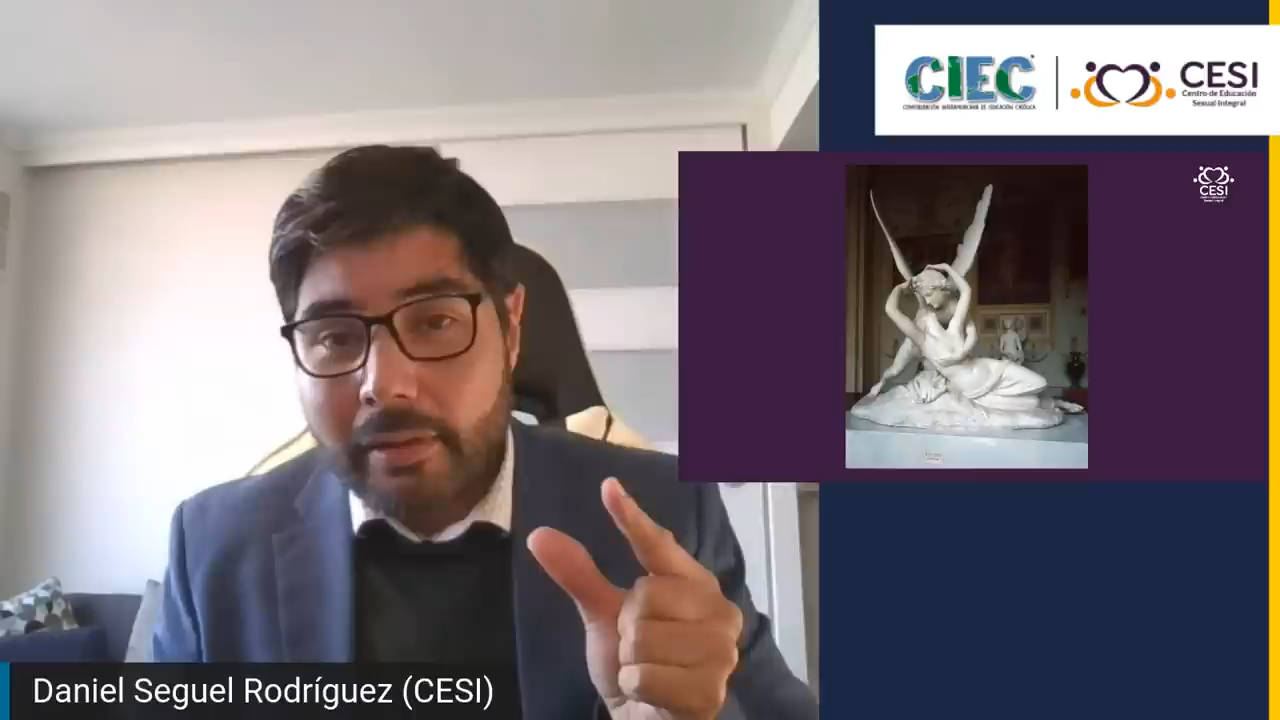 CIEC
CONFEDERACIÓN INTERAMERICANA DE EDUCACIÓN CATÓLICA
CESI
Centro de Educación
Sexual Integral
CESI
Daniel Seguel Rodríguez (CESI)